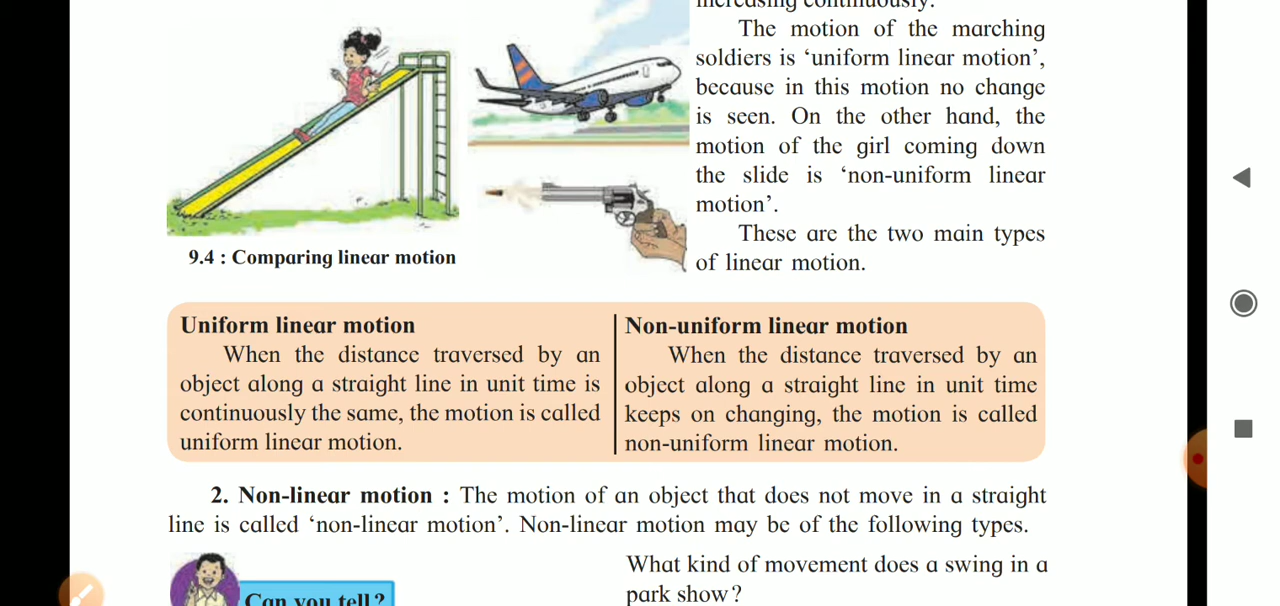 increasing continuously.
The motion of the marching
soldiers is ‘uniform linear motion’,
because in this motion no change
is seen. On the other hand, the
motion of the girl coming down
the slide is ‘non-uniform linear
motion’.
These are the two main types
of linear motion.
9.4 : Comparing linear motion
Uniform linear motion
When the distance traversed by an
object along a straight line in unit time is
continuously the same, the motion is called
uniform linear motion.
Non-uniform linear motion
When the distance traversed by an
object along a straight line in unit time
keeps on changing, the motion is called
non-uniform linear motion.
2. Non-linear motion : The motion of an object that does not move in a straight
line is called ‘non-linear motion’. Non-linear motion may be of the following types.
Can you tell?
What kind of movement does a swing in a
park show?